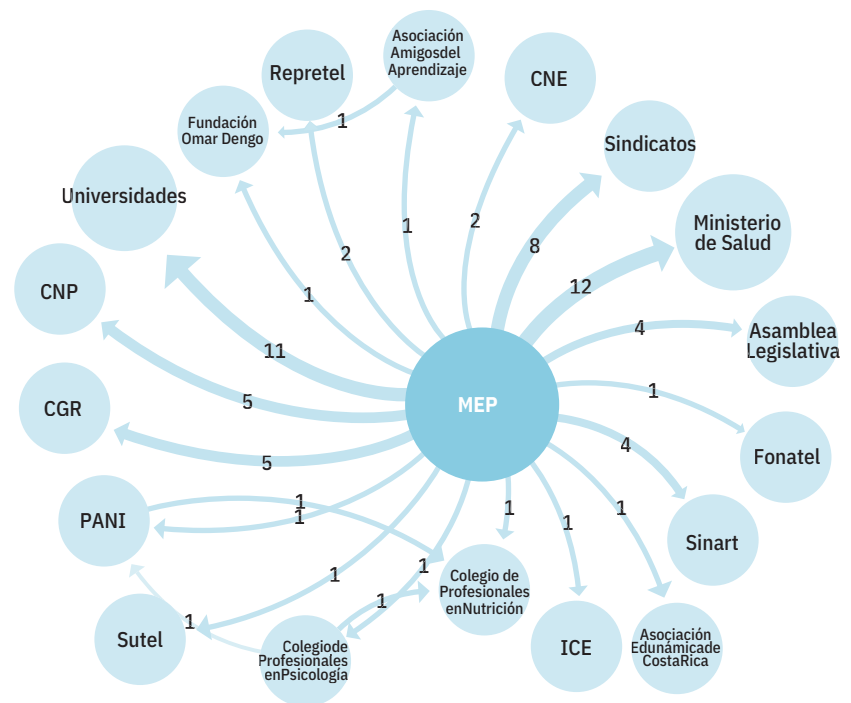 Asociación
Amigosdel
Aprendizaje
Repretel
CNE
1
Fundación
Omar Dengo
Sindicatos
Universidades
Ministerio
de Salud
2
1
2
8
12
1
CNP
4
Asamblea
Legislativa
11
1
5
MEP
CGR
4
Fonatel
5
1
1
1
1
1
PANI
1
Sinart
1
1
Colegio de
Profesionales
enNutrición
1
1
Sutel
Colegiode
Profesionales
enPsicología
ICE
Asociación
Edunámicade
CostaRica